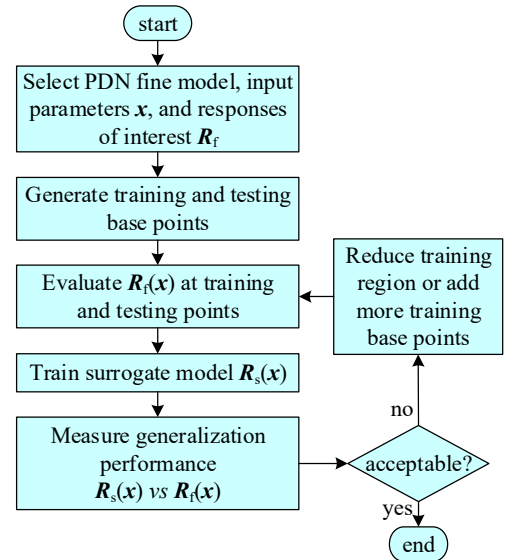 start
Select PDN fine model, input
parameters x, and responses
of interest Rf
Generate training and testing
base points
Evaluate Rf(x) at training
and testing points
Train surrogate model Rs(x)
Measure generalization
performance
Rs(x) vs Rf(x)
acceptable?
no
Reduce training
region or add
more training
base points
yes
end